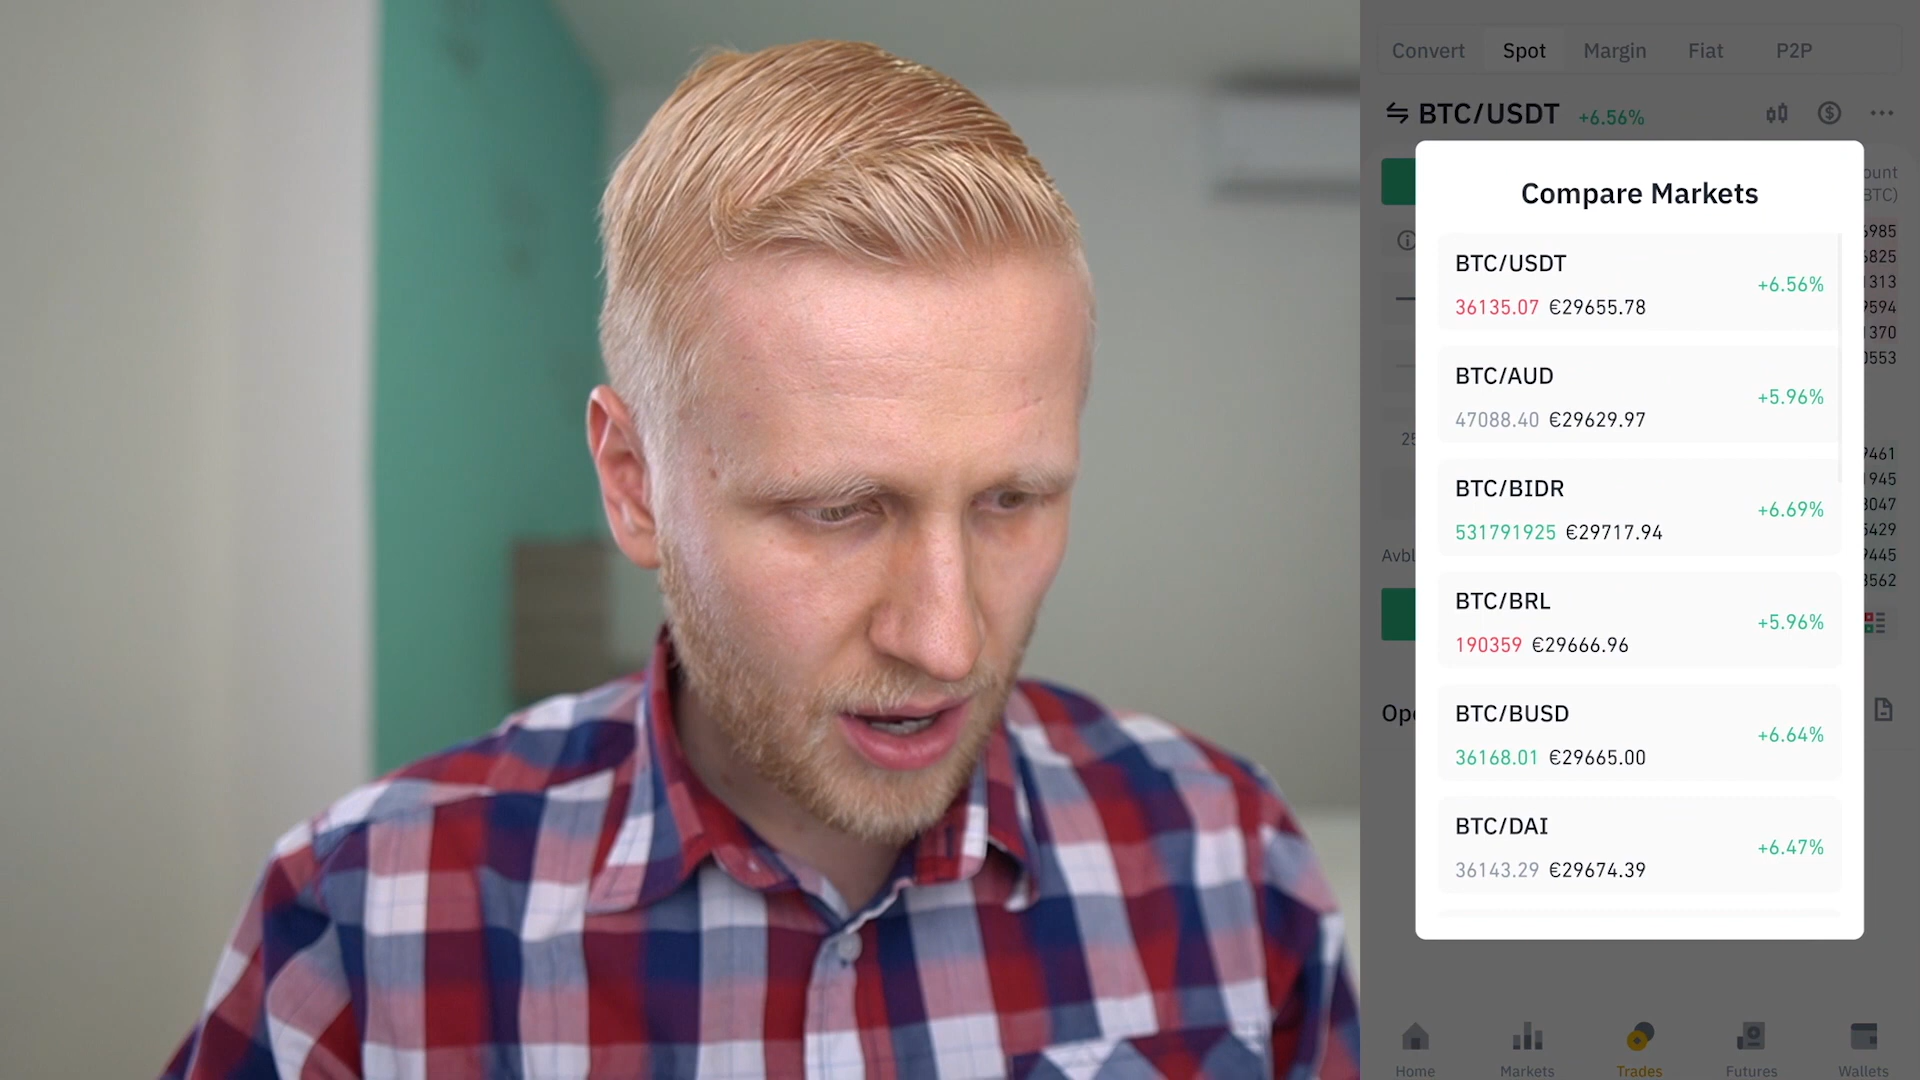 Convert Spot Margin Fiat P2P
BTC/USDT +6.56%
Compare Markets
BTC/USDT
36135.07 €29655.78
+6.56%
BTC/AUD
47088.40 €29629.97
+5.96%
BTC/BIDR
531791925 €29717.94
+6.69%
BTC/BRL
190359 €29666.96
+5.96%
BTC/BUSD
36168.01 €29665.00
+6.64%
BTC/DAI
36143.29 €29674.39
+6.47%
Avbl
Home Markets Trades Futures Wallets